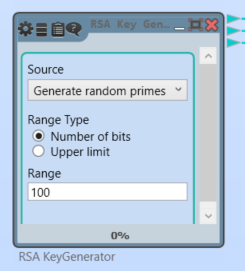 RSA Key Gen...
Source
Generate random primes
Range Type
Number of bits
Upper limit
Range
100
0%
RSA KeyGenerator